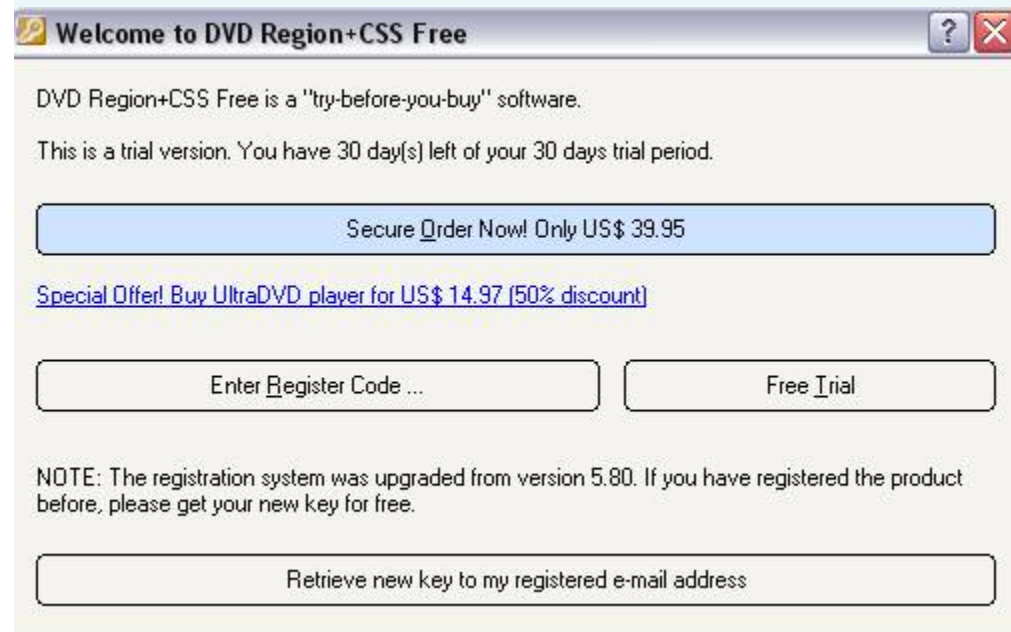 Welcome to DVD Region+CSS Free
?
DVD Region+CSS Free is a "try-before-you-buy" software.
This is a trial version. You have 30 day(s) left of your 30 days trial period.
Secure Order Now! Only US$ 39.95
Special Offer! Buy UltraDVD player for US$ 14.97 (50% discount)
Enter Register Code ...
Free Trial
NOTE: The registration system was upgraded from version 5.80. If you have registered the product
before, please get your new key for free.
Retrieve new key to my registered e-mail address